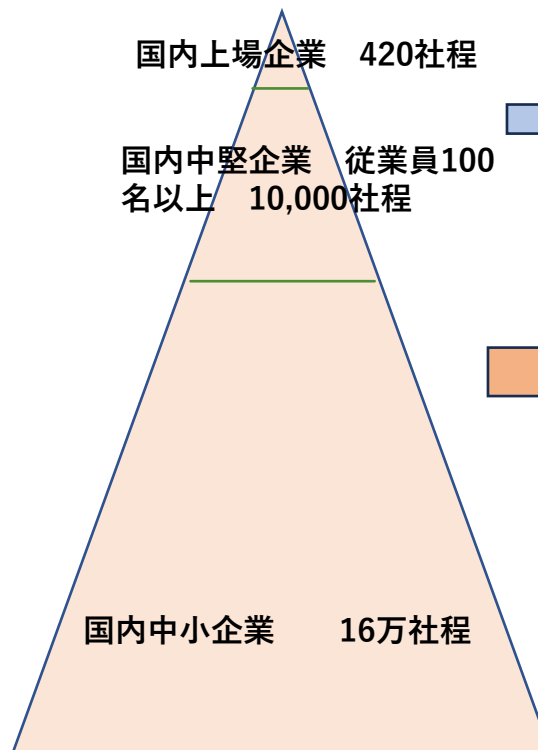 国内上場企業　420社程
国内中堅企業　従業員100
名以上　10,000社程
国内中小企業　　16万社程